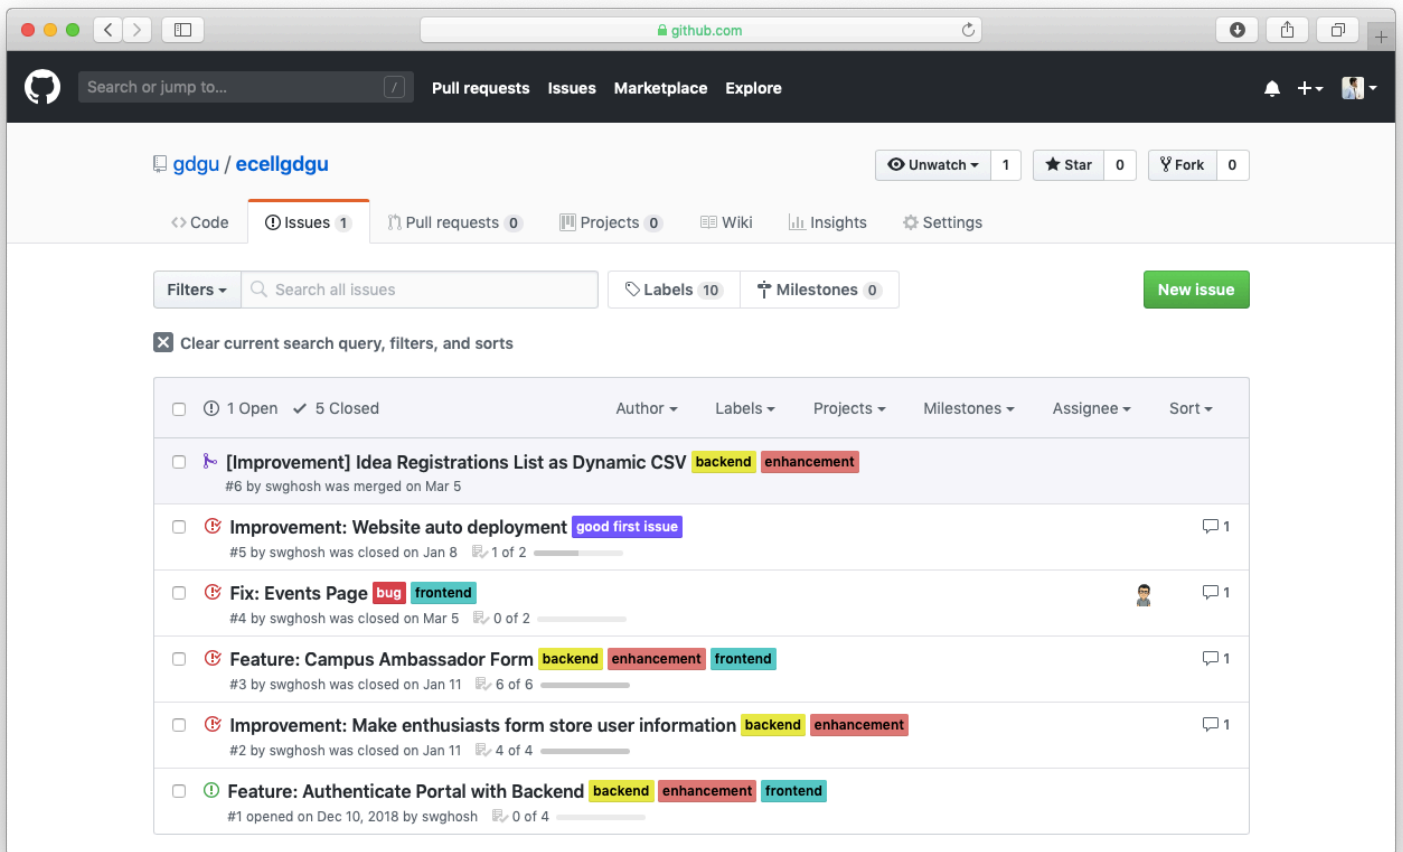 github.com
Search or jump to... /
Pull requests Issues Marketplace Explore
gdgu / ecellgdgu
Unwatch 1 Star 0 Fork 0
Code Issues 1 Pull requests 0 Projects 0 Wiki Insights Settings
Filters Search all issues Labels 10 Milestones 0 New issue
Clear current search query, filters, and sorts
1 Open 5 Closed Author Labels Projects Milestones Assignee Sort
[Improvement] Idea Registrations List as Dynamic CSV backend enhancement
#6 by swghosh was merged on Mar 5
Improvement: Website auto deployment good first issue 1
#5 by swghosh was closed on Jan 8 1 of 2
Fix: Events Page bug frontend 1
#4 by swghosh was closed on Mar 5 0 of 2
Feature: Campus Ambassador Form backend enhancement frontend 1
#3 by swghosh was closed on Jan 11 6 of 6
Improvement: Make enthusiasts form store user information backend enhancement 1
#2 by swghosh was closed on Jan 11 4 of 4
Feature: Authenticate Portal with Backend backend enhancement frontend
#1 opened on Dec 10, 2018 by swghosh 0 of 4